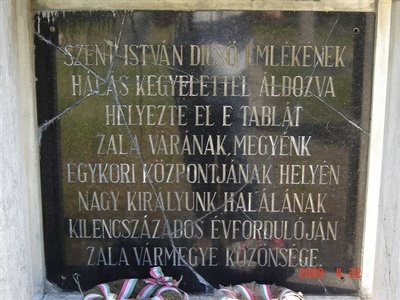 SZENT ISTVÁN DICSŐ EMLÉKÉNEK
HÁLÁS KEGYELETTEL ÁLDOZVA
HELYEZTE EL E TÁBLÁT
ZALA VÁRÁNAK, MEGYÉNK
EGYKORI KÖZPONTJÁNAK HELYÉN
NAGY KIRÁLYUNK HALÁLÁNAK
KILENCSZÁZADOS ÉVFORDULÓJÁN
ZALA VÁRMEGYE KÖZÖNSÉGE.